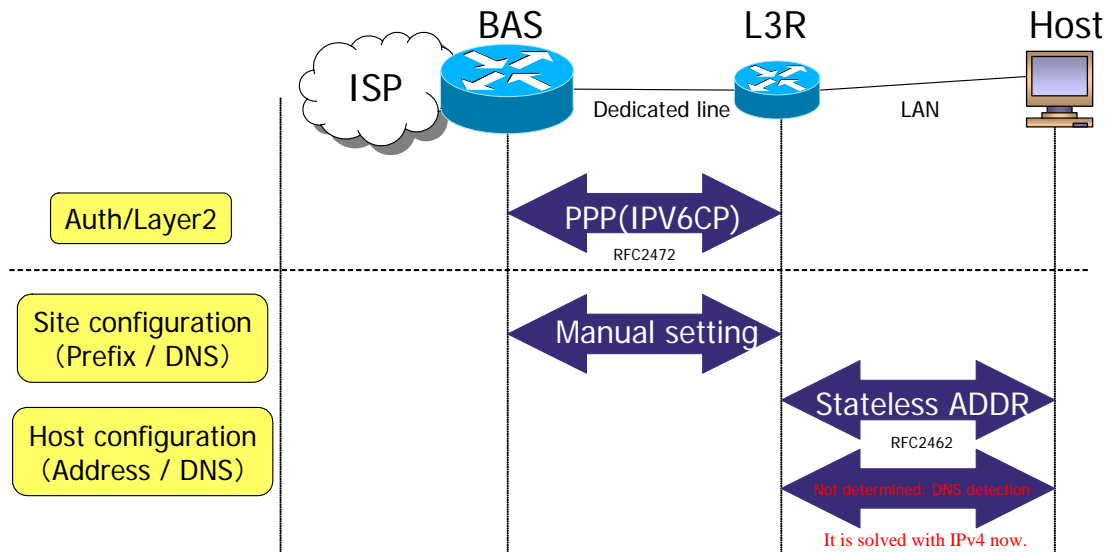 BAS
L3R
Host
ISP
Dedicated line
LAN
Auth/Layer2
PPP(IPV6CP)
RFC2472
Site configuration
(Prefix / DNS)
Manual setting
Stateless ADDR
RFC2462
Host configuration
(Address / DNS)
Not determined: DNS detection
It is solved with IPv4 now.